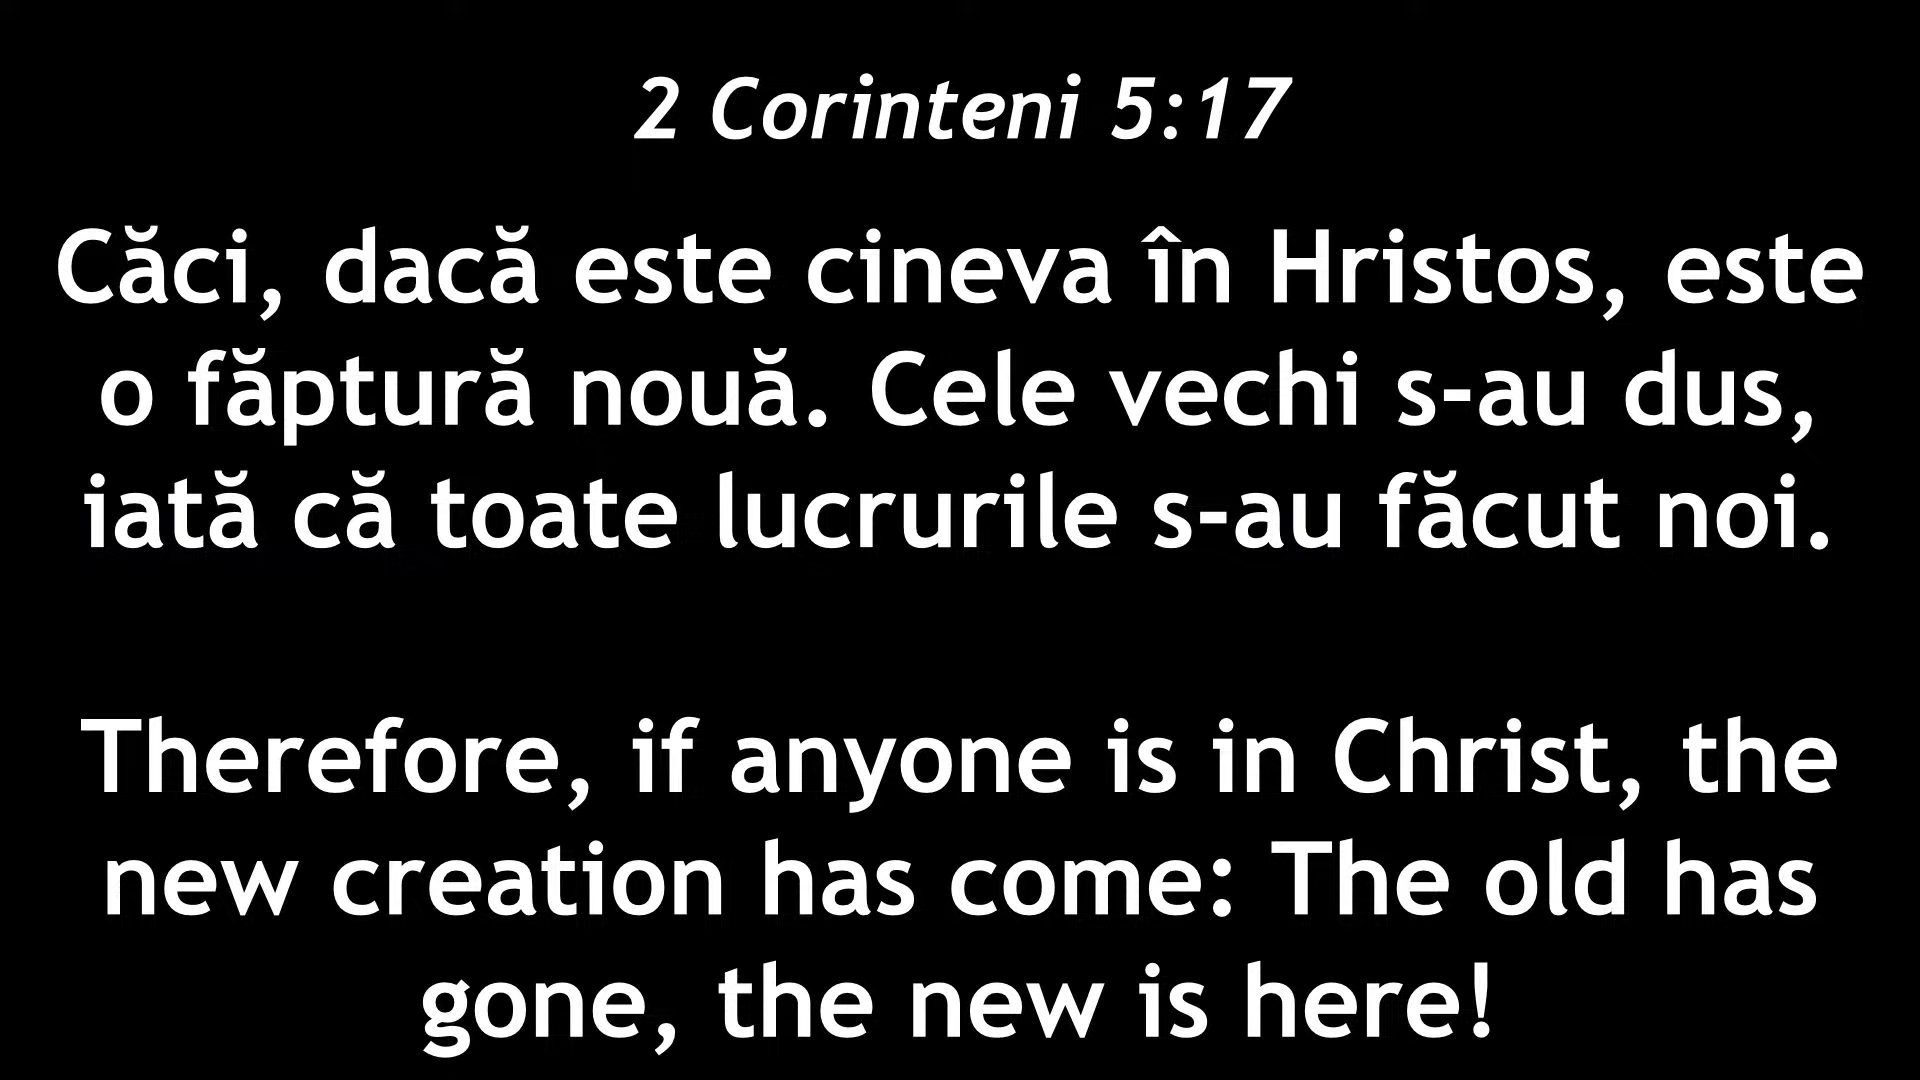 2 Corinteni 5:17
Căci, dacă este cineva în Hristos, este
o făptură nouă. Cele vechi s-au dus,
iată că toate lucrurile s-au făcut noi.
Therefore, if anyone is in Christ, the
new creation has come: The old has
gone, the new is here!